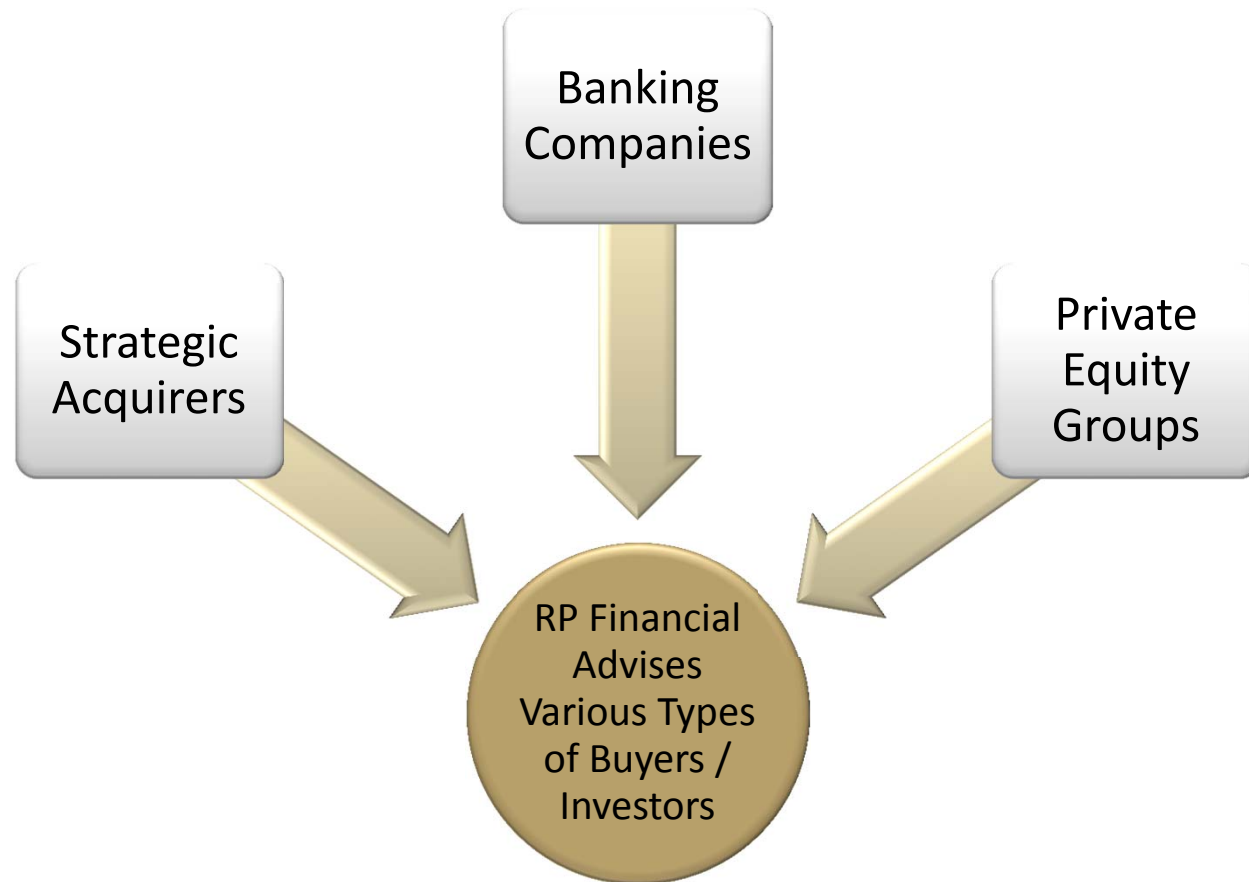 Banking
Companies
Strategic
Acquirers
Private
Equity
Groups
RP Financial
Advises
Various Types
of Buyers /
Investors